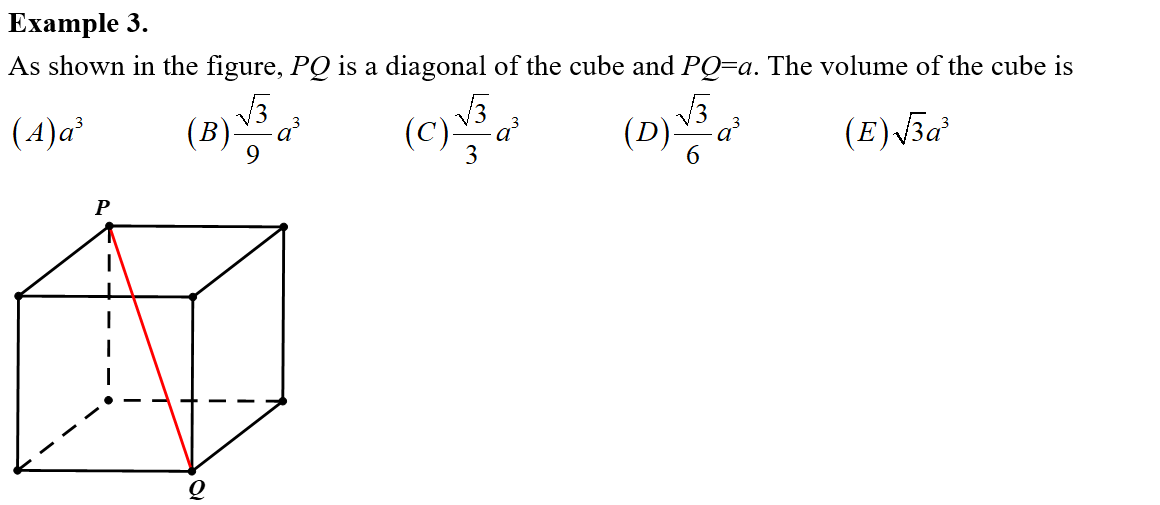 Example 3.
As shown in the figure, PQ is a diagonal of the cube and PQ=a. The volume of the cube is
(A)a³ (B)√3/9 a³ (C)√3/3 a³ (D)√3/6 a³ (E)√3a³
P
Q